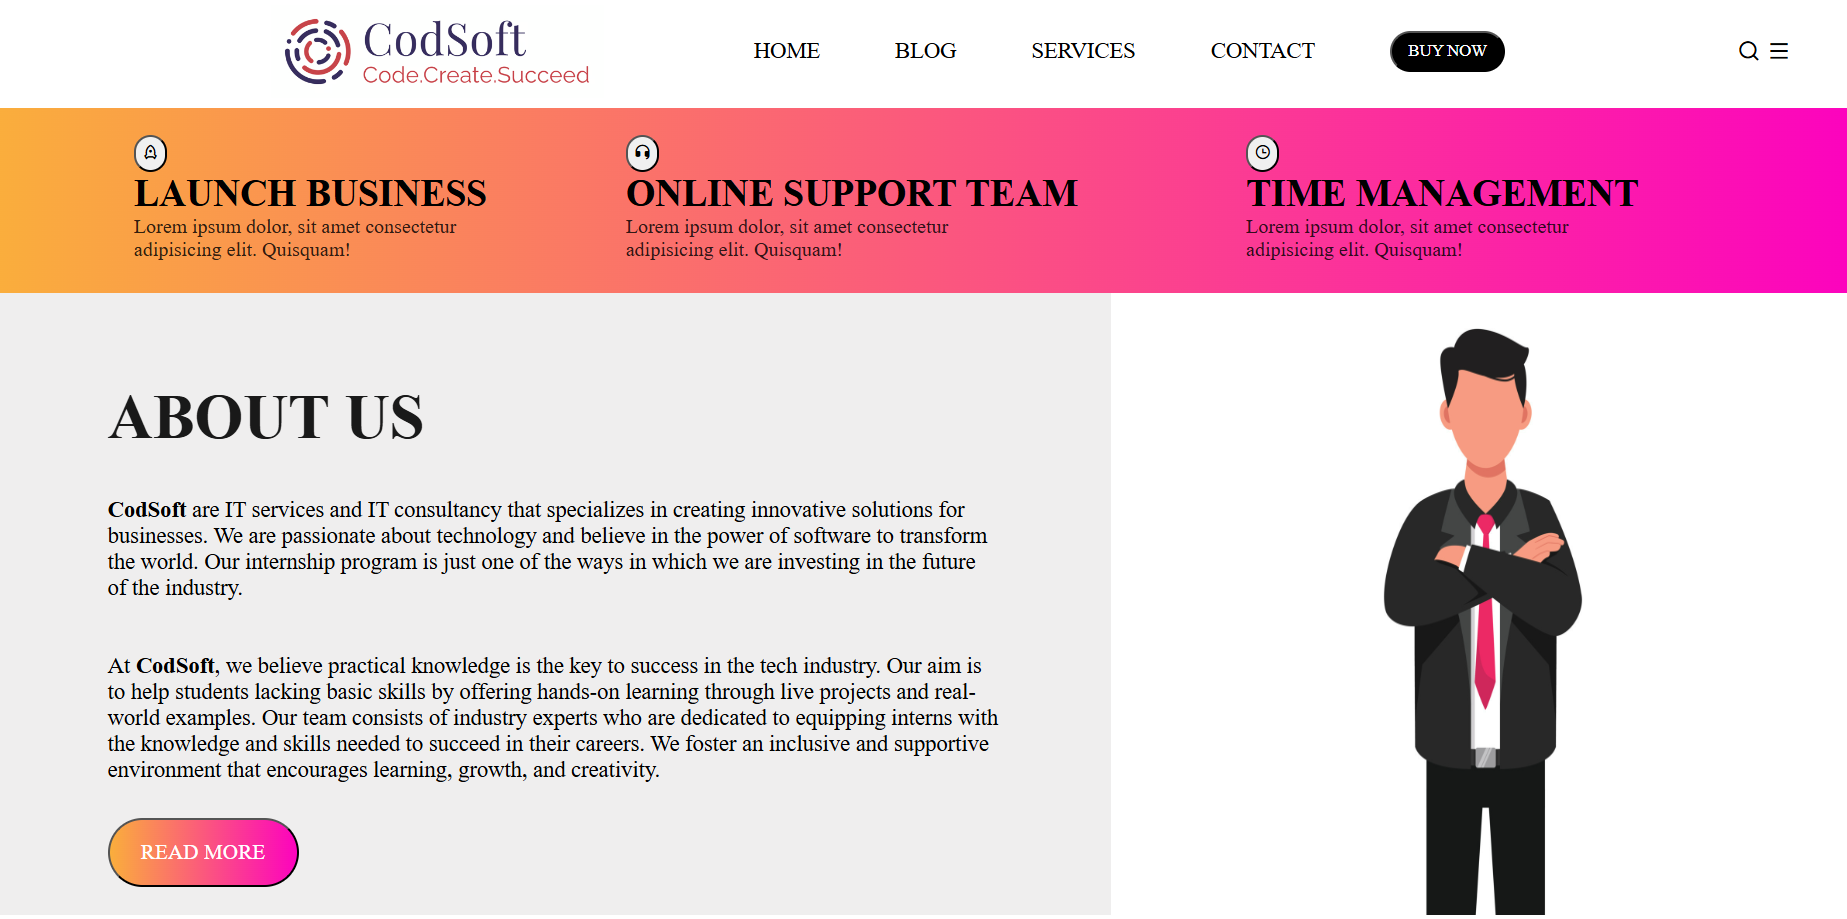 CodSoft
Code.Create.Succeed
HOME
BLOG
SERVICES
CONTACT
BUY NOW
LAUNCH BUSINESS
Lorem ipsum dolor, sit amet consectetur
adipisicing elit. Quisquam!
ONLINE SUPPORT TEAM
Lorem ipsum dolor, sit amet consectetur
adipisicing elit. Quisquam!
TIME MANAGEMENT
Lorem ipsum dolor, sit amet consectetur
adipisicing elit. Quisquam!
ABOUT US
CodSoft are IT services and IT consultancy that specializes in creating innovative solutions for
businesses. We are passionate about technology and believe in the power of software to transform
the world. Our internship program is just one of the ways in which we are investing in the future
of the industry.
At CodSoft, we believe practical knowledge is the key to success in the tech industry. Our aim is
to help students lacking basic skills by offering hands-on learning through live projects and real-
world examples. Our team consists of industry experts who are dedicated to equipping interns with
the knowledge and skills needed to succeed in their careers. We foster an inclusive and supportive
environment that encourages learning, growth, and creativity.
READ MORE